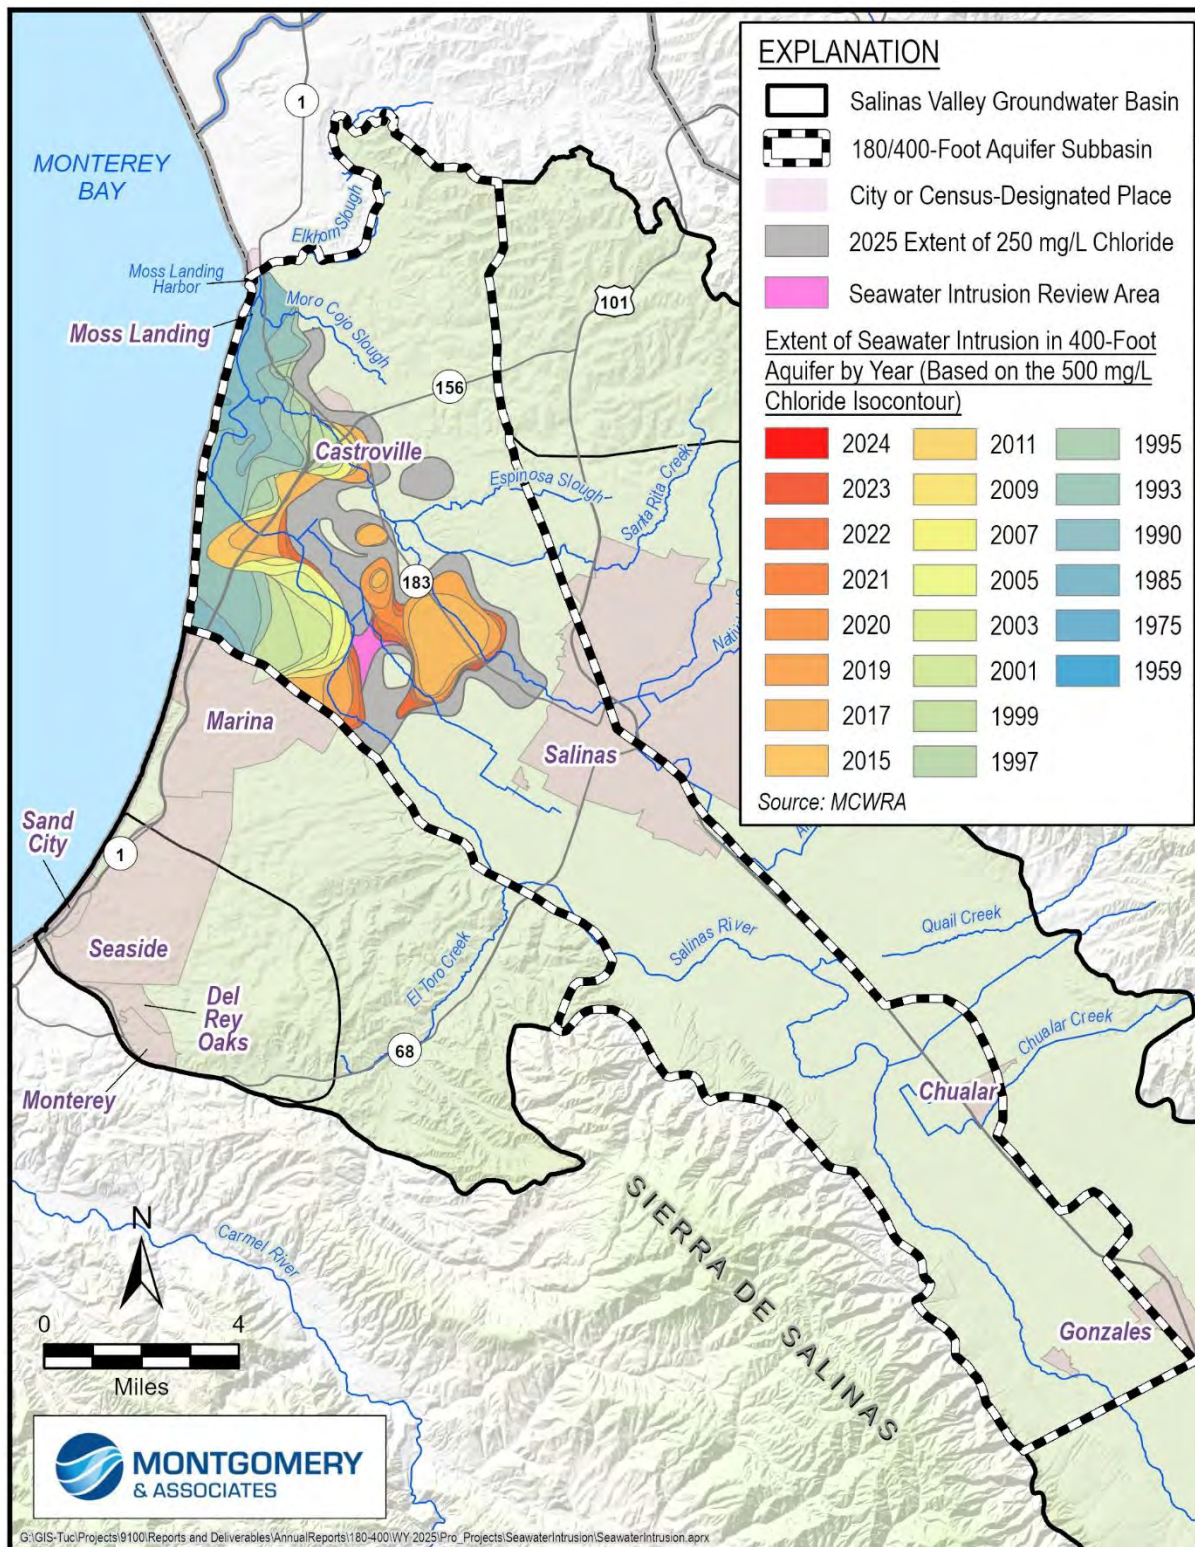 EXPLANATION
Salinas Valley Groundwater Basin
180/400-Foot Aquifer Subbasin
City or Census-Designated Place
2025 Extent of 250 mg/L Chloride
Seawater Intrusion Review Area
Extent of Seawater Intrusion in 400-Foot
Aquifer by Year (Based on the 500 mg/L
Chloride Isocontour)
2024
2023
2022
2021
2020
2019
2017
2015
2011
2009
2007
2005
2003
2001
1999
1997
1995
1993
1990
1985
1975
1959
Source: MCWRA
1
MONTEREY
BAY
Elkhorn Slough
Moss Landing
Harbor
Moss Landing
Moro Cojo Slough
101
156
Castroville
Espinosa Slough
Santa Rita Creek
183
Marina
Salinas
Sand
City
1
Seaside
Del
Rey
Oaks
Monterey
El Toro Creek
68
Salinas River
Quail Creek
Chualar Creek
Chualar
Gonzales
SIERRA DE SALINAS
Carmel River
N
0 4
Miles
MONTGOMERY
& ASSOCIATES
G:\GIS-Tuc\Projects\9100\Reports and Deliverables\AnnualReports\180-400\WY 2025\Pro_Projects\SeawaterIntrusion\SeawaterIntrusion.aprx